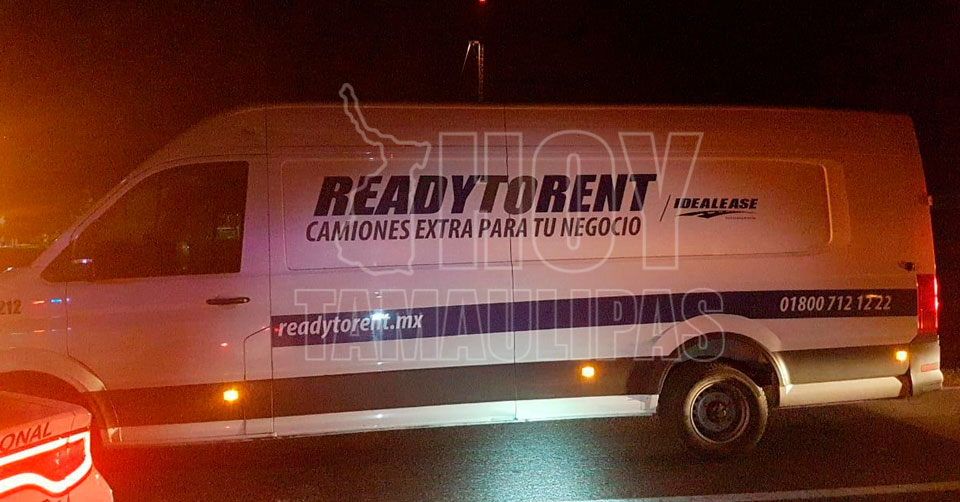 READYTORENT
CAMIONES EXTRA PARA TU NEGOCIO
IDEALEASE
readytorent.mx
01800 712 12 22
212
ONAL
HOY
TAMAULIPAS